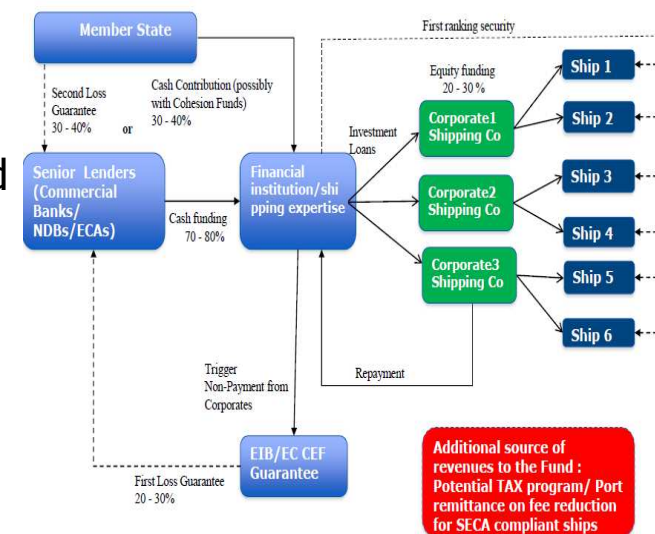 Member State
First ranking security
Second Loss
Guarantee
30 - 40%
or
Cash Contribution (possibly
with Cohesion Funds)
30 - 40%
Equity funding
20 - 30 %
Ship 1
Ship 2
Corporate1
Shipping Co
Investment
Loans
d
Senior Lenders
(Commercial
Banks/
NDBs/ECAs)
Cash funding
70 - 80%
Financial
institution/shi
pping expertise
Corporate2
Shipping Co
Ship 3
Ship 4
Corporate3
Shipping Co
Ship 5
Ship 6
Trigger
Non-Payment from
Corporates
Repayment
EIB/EC CEF
Guarantee
First Loss Guarantee
20 - 30%
Additional source of
revenues to the Fund :
Potential TAX program/ Port
remittance on fee reduction
for SECA compliant ships